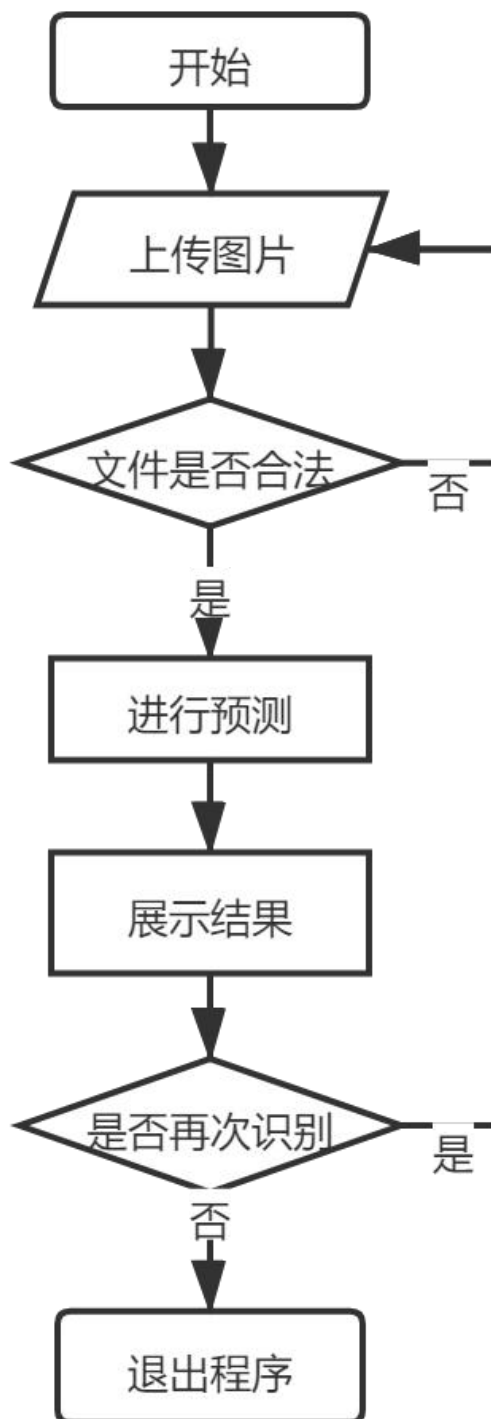 开始
上传图片
文件是否合法
否
是
进行预测
展示结果
是否再次识别
是
否
退出程序